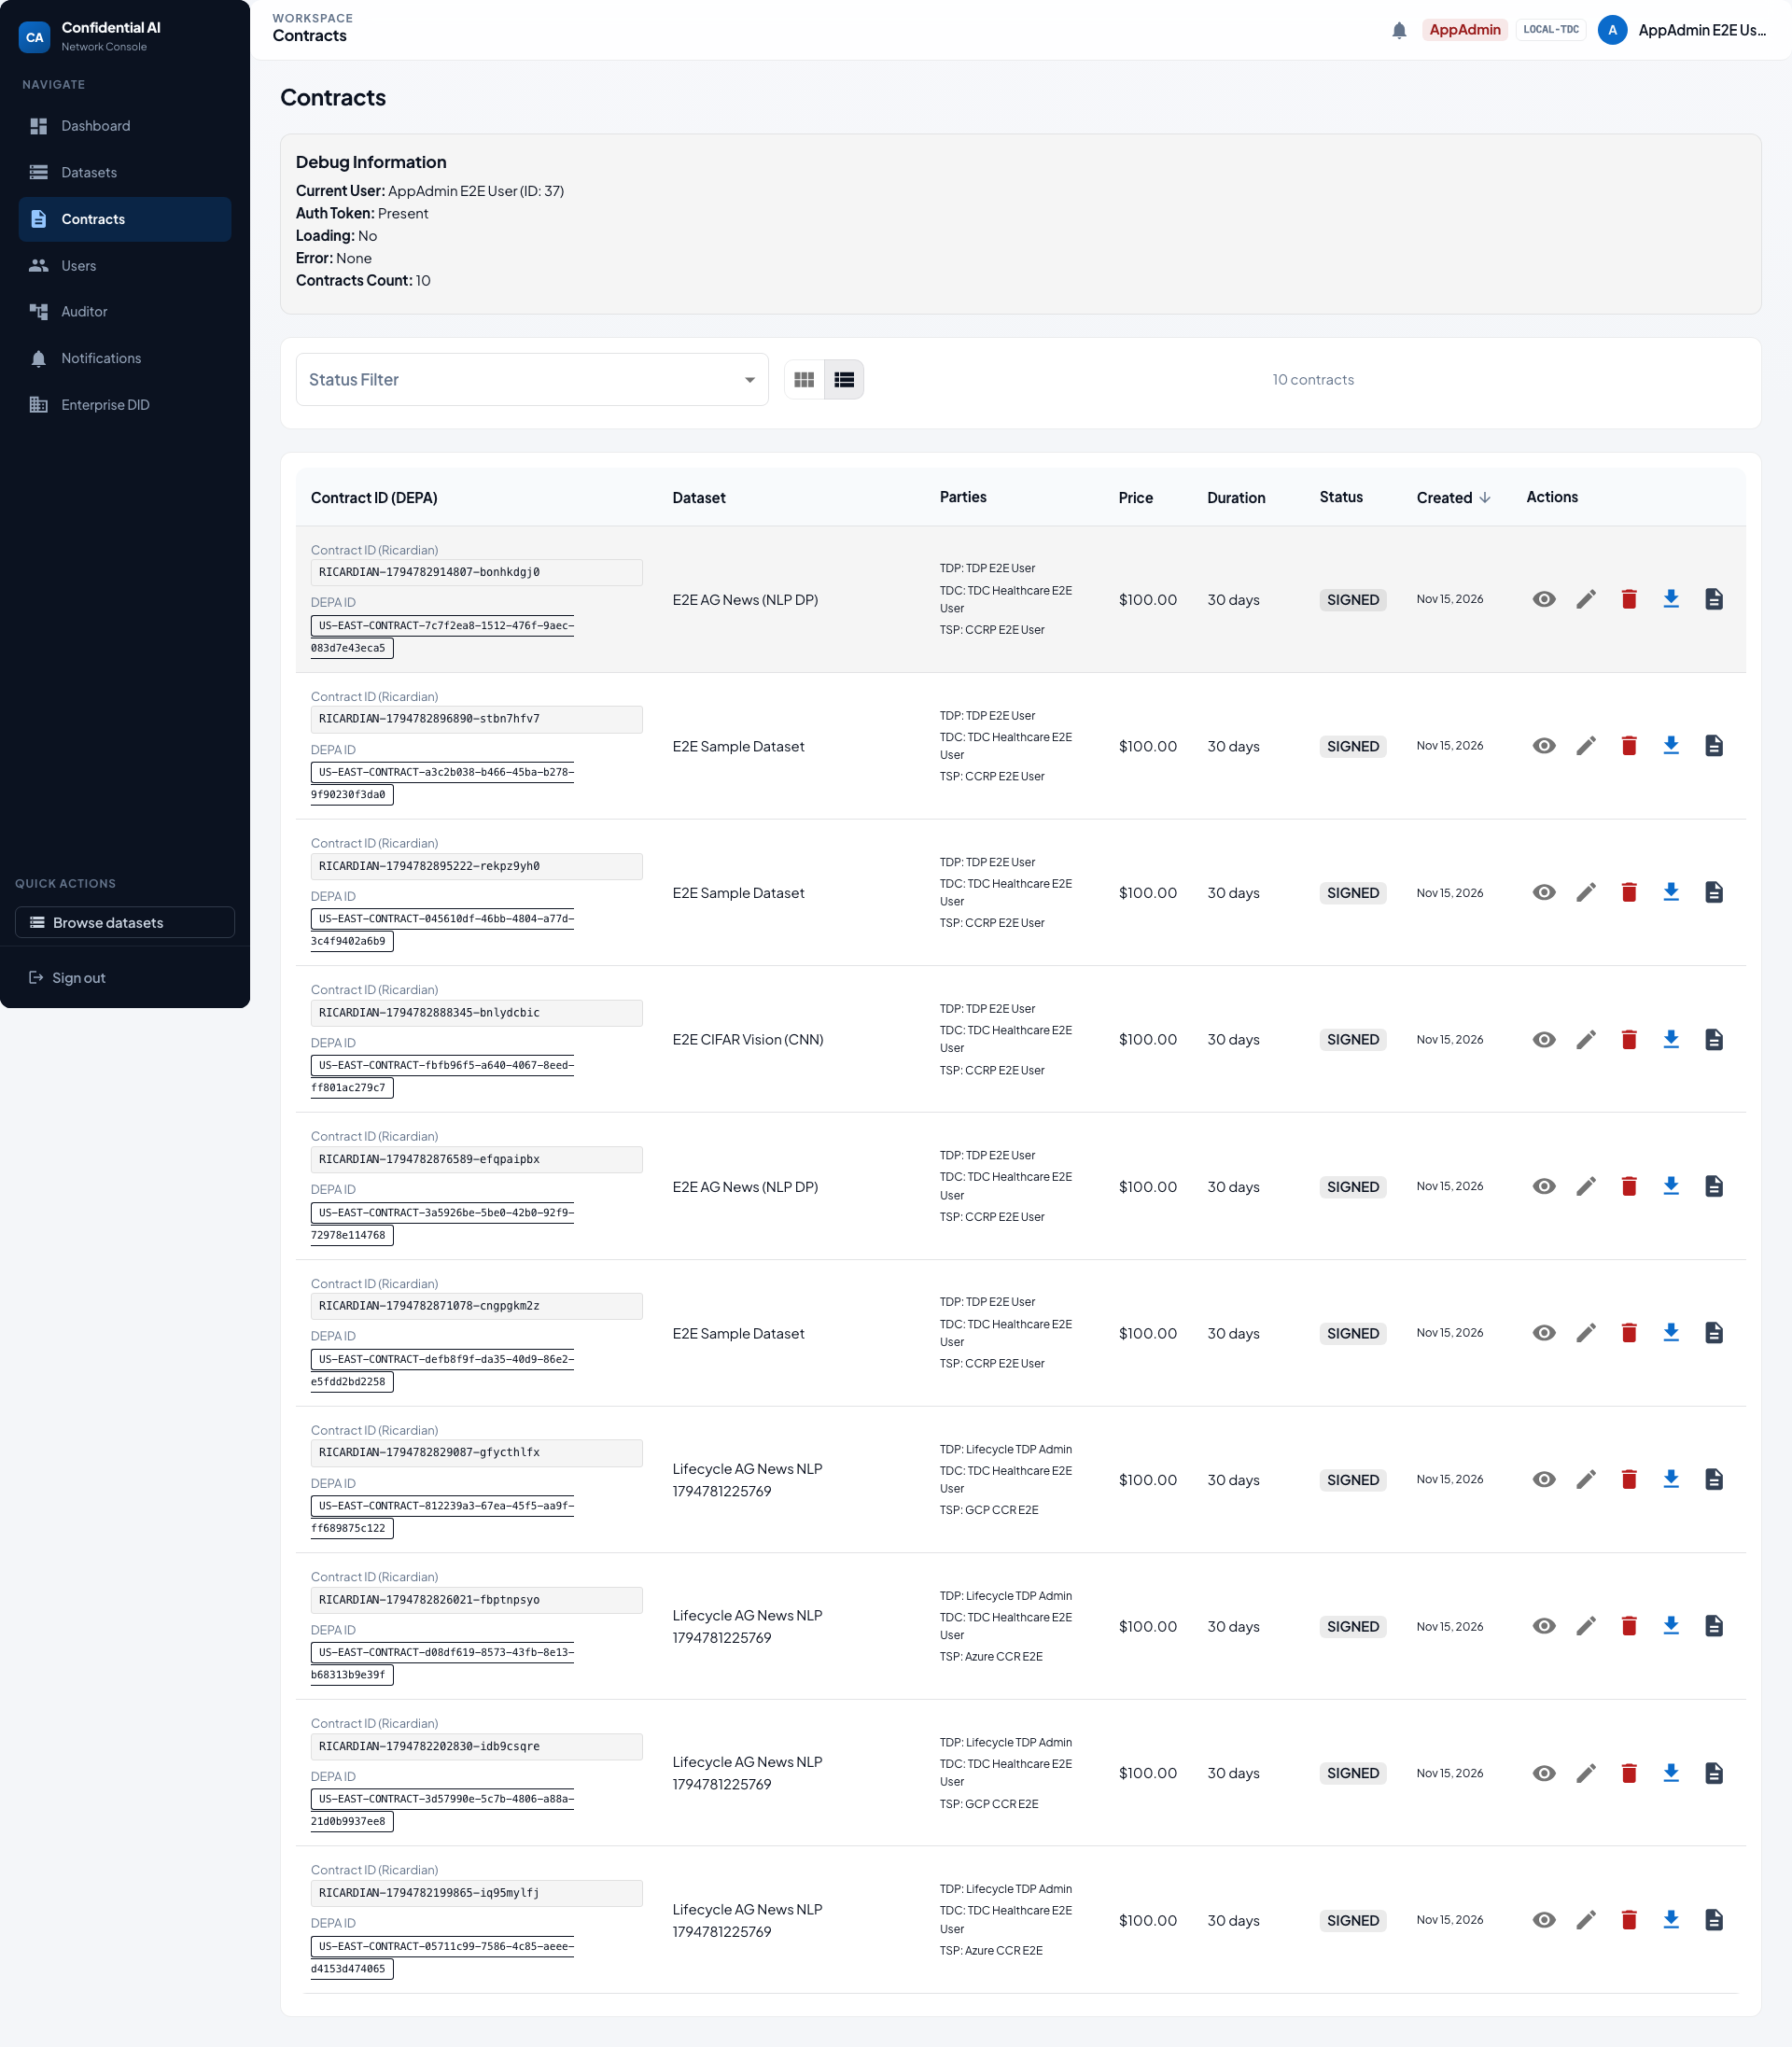 CA
Confidential AI
Network Console
NAVIGATE
Dashboard
Datasets
Contracts
Users
Auditor
Notifications
Enterprise DID
QUICK ACTIONS
Browse datasets
Sign out
WORKSPACE
Contracts
AppAdmin
LOCAL-TDC
A
AppAdmin E2E Us...
Contracts
Debug Information
Current User: AppAdmin E2E User (ID: 37)
Auth Token: Present
Loading: No
Error: None
Contracts Count: 10
Status Filter
10 contracts
Contract ID (DEPA) Dataset Parties Price Duration Status Created Actions
Contract ID (Ricardian)
RICARDIAN-1794782914807-bonhkdgj0
DEPA ID
US-EAST-CONTRACT-7c7f2ea8-1512-476f-9aec-
083d7e43eca5
E2E AG News (NLP DP)
TDP: TDP E2E User
TDC: TDC Healthcare E2E
User
TSP: CCRP E2E User
$100.00
30 days
SIGNED
Nov 15, 2026
Contract ID (Ricardian)
RICARDIAN-1794782896890-stbn7hfv7
DEPA ID
US-EAST-CONTRACT-a3c2b038-b466-45ba-b278-
9f90230f3da0
E2E Sample Dataset
TDP: TDP E2E User
TDC: TDC Healthcare E2E
User
TSP: CCRP E2E User
$100.00
30 days
SIGNED
Nov 15, 2026
Contract ID (Ricardian)
RICARDIAN-1794782895222-rekpz9yh0
DEPA ID
US-EAST-CONTRACT-045610df-46bb-4804-a77d-
3c4f9402a6b9
E2E Sample Dataset
TDP: TDP E2E User
TDC: TDC Healthcare E2E
User
TSP: CCRP E2E User
$100.00
30 days
SIGNED
Nov 15, 2026
Contract ID (Ricardian)
RICARDIAN-1794782888345-bnlydcbic
DEPA ID
US-EAST-CONTRACT-fbfb96f5-a640-4067-8eed-
ff801ac279c7
E2E CIFAR Vision (CNN)
TDP: TDP E2E User
TDC: TDC Healthcare E2E
User
TSP: CCRP E2E User
$100.00
30 days
SIGNED
Nov 15, 2026
Contract ID (Ricardian)
RICARDIAN-1794782876589-efqpaipbx
DEPA ID
US-EAST-CONTRACT-3a5926be-5be0-42b0-92f9-
72978e114768
E2E AG News (NLP DP)
TDP: TDP E2E User
TDC: TDC Healthcare E2E
User
TSP: CCRP E2E User
$100.00
30 days
SIGNED
Nov 15, 2026
Contract ID (Ricardian)
RICARDIAN-1794782871078-cngpgkm2z
DEPA ID
US-EAST-CONTRACT-defb8f9f-da35-40d9-86e2-
e5fdd2bd2258
E2E Sample Dataset
TDP: TDP E2E User
TDC: TDC Healthcare E2E
User
TSP: CCRP E2E User
$100.00
30 days
SIGNED
Nov 15, 2026
Contract ID (Ricardian)
RICARDIAN-1794782829087-gfycthlfx
DEPA ID
US-EAST-CONTRACT-812239a3-67ea-45f5-aa9f-
ff689875c122
Lifecycle AG News NLP
1794781225769
TDP: Lifecycle TDP Admin
TDC: TDC Healthcare E2E
User
TSP: GCP CCR E2E
$100.00
30 days
SIGNED
Nov 15, 2026
Contract ID (Ricardian)
RICARDIAN-1794782826021-fbptnpsyo
DEPA ID
US-EAST-CONTRACT-d08df619-8573-43fb-8e13-
b68313b9e39f
Lifecycle AG News NLP
1794781225769
TDP: Lifecycle TDP Admin
TDC: TDC Healthcare E2E
User
TSP: Azure CCR E2E
$100.00
30 days
SIGNED
Nov 15, 2026
Contract ID (Ricardian)
RICARDIAN-1794782202830-idb9csqre
DEPA ID
US-EAST-CONTRACT-3d57990e-5c7b-4806-a88a-
21d0b9937ee8
Lifecycle AG News NLP
1794781225769
TDP: Lifecycle TDP Admin
TDC: TDC Healthcare E2E
User
TSP: GCP CCR E2E
$100.00
30 days
SIGNED
Nov 15, 2026
Contract ID (Ricardian)
RICARDIAN-1794782199865-iq95mylfj
DEPA ID
US-EAST-CONTRACT-05711c99-7586-4c85-aeee-
d4153d474065
Lifecycle AG News NLP
1794781225769
TDP: Lifecycle TDP Admin
TDC: TDC Healthcare E2E
User
TSP: Azure CCR E2E
$100.00
30 days
SIGNED
Nov 15, 2026